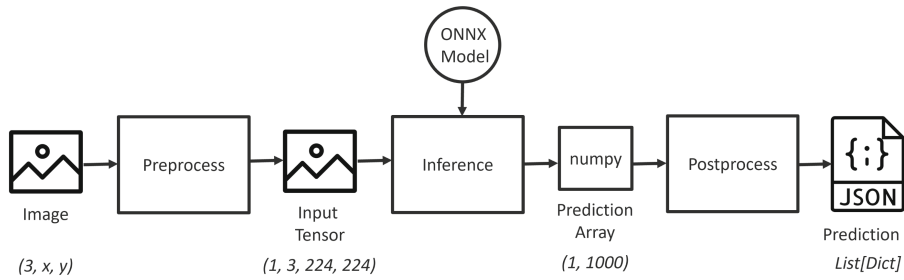 ONNX
Model
Preprocess
Inference
numpy
Postprocess
{;}
JSON
Image
Input
Tensor
Prediction
Array
Prediction
(3, x, y)
(1, 3, 224, 224)
(1, 1000)
List[Dict]